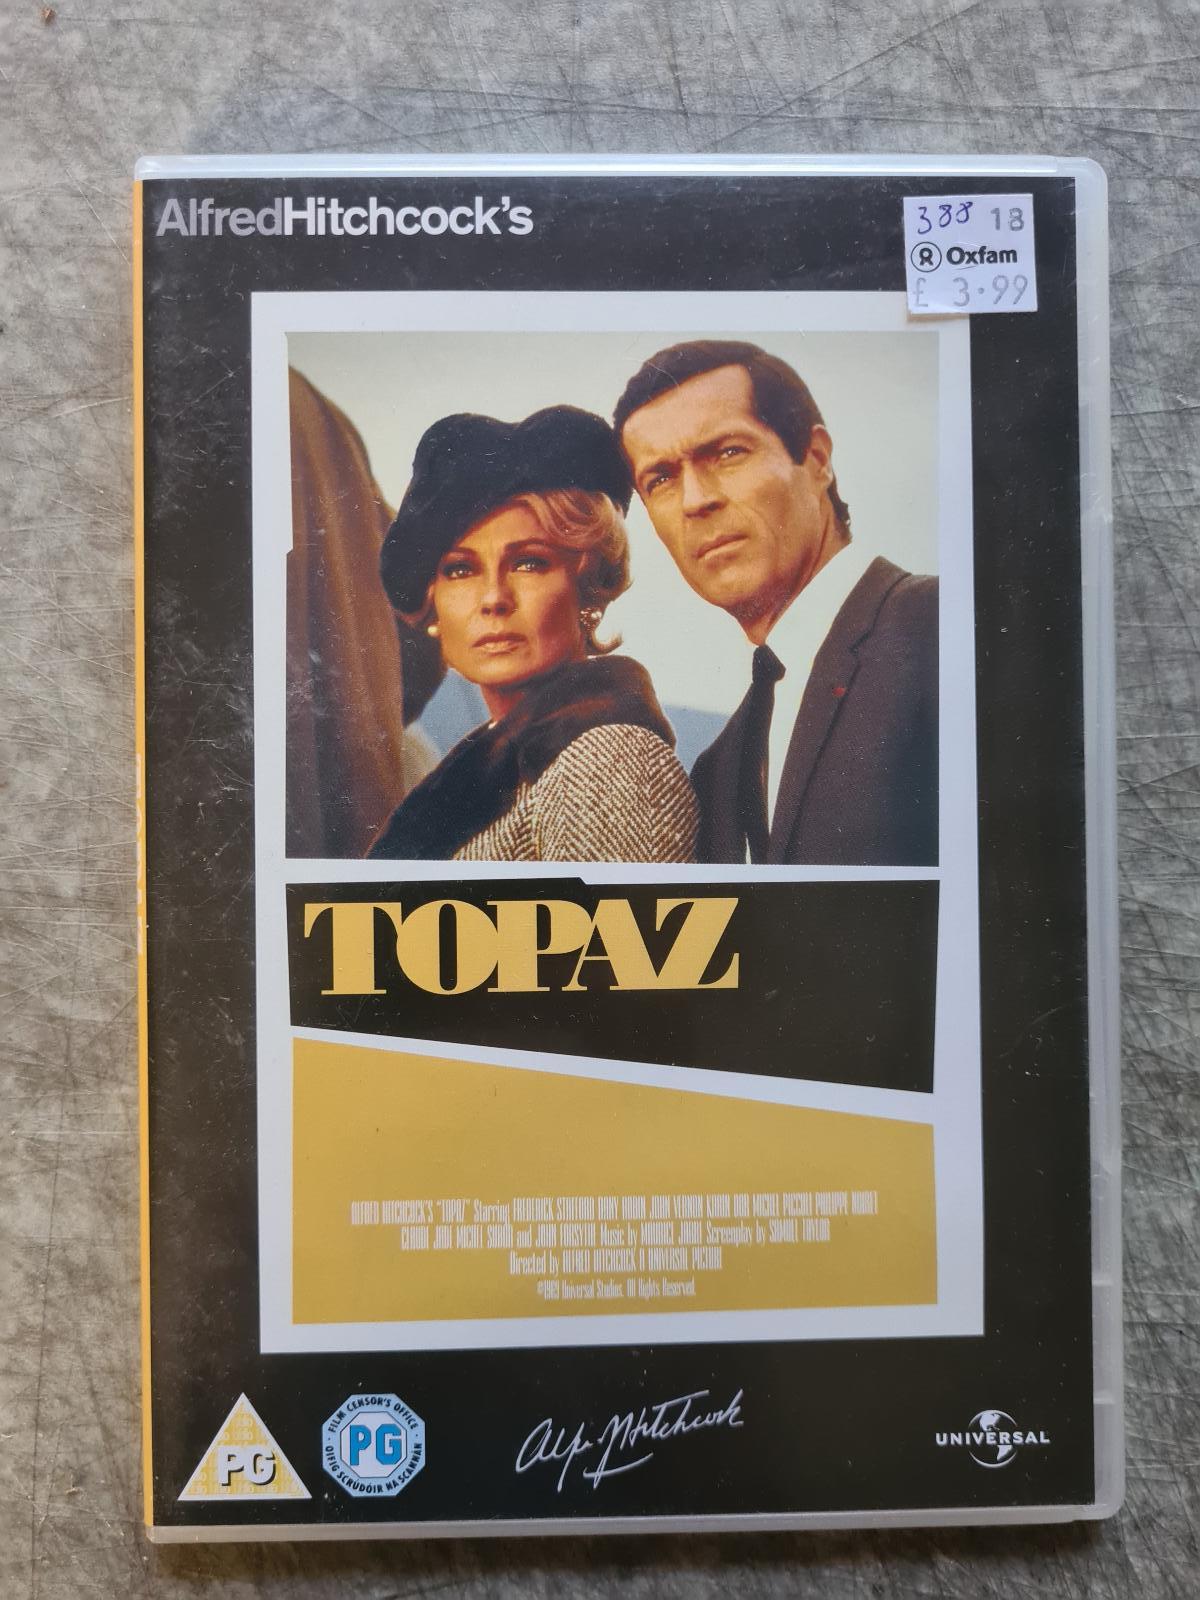 AlfredHitchcock's
388 18
Oxfam
£ 3.99
TOPAZ
ALFRED HITCHCOCK'S "TOPAZ" Starring FREDERICK STAFFORD DANY ROBIN JOHN VERNON KARIN DOR MICHEL PICCOLI PHILIPPE NOIRET
CLAUDE JADE MICHEL SUBOR and JOHN FORSYTHE Music by MAURICE JARRE Screenplay by SAMUEL TAYLOR
Directed by ALFRED HITCHCOCK A UNIVERSAL PICTURE
©1969 Universal Studios. All Rights Reserved.
PG
FILM CENSOR'S OFFICE
PG
OIFIG SCRÚDÓIR NA SCANNÁN
Alfred Hitchcock
UNIVERSAL